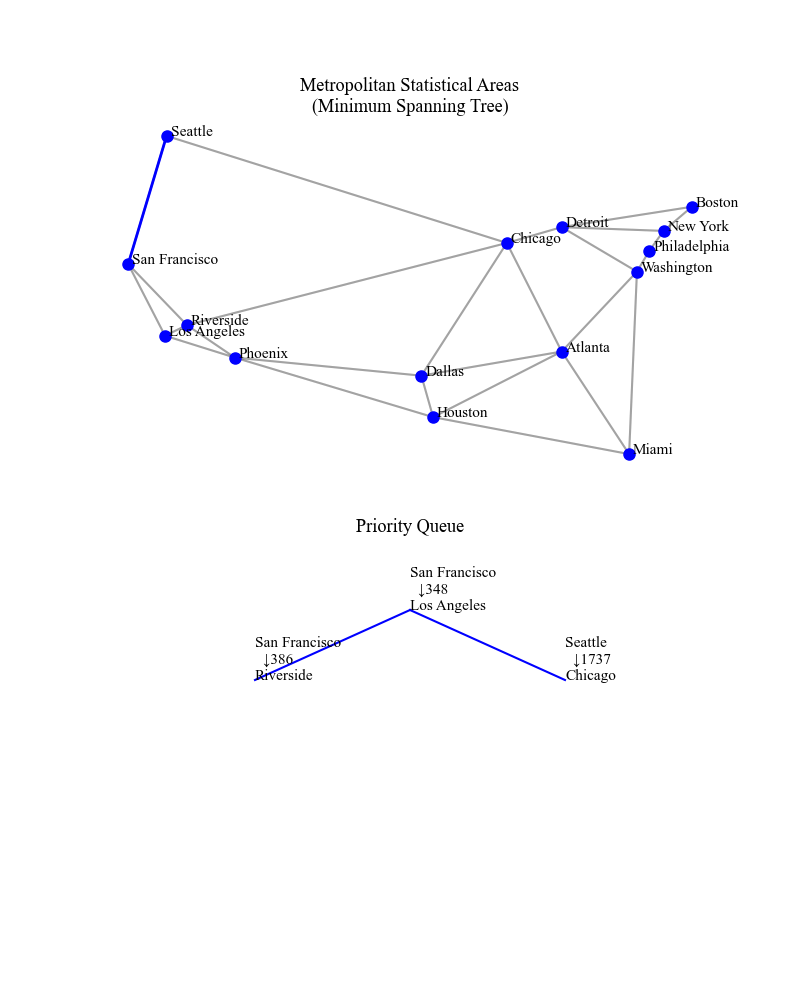 Metropolitan Statistical Areas
(Minimum Spanning Tree)
Seattle
Boston
Detroit
New York
Chicago
Philadelphia
San Francisco
Washington
Riverside
Los Angeles
Atlanta
Phoenix
Dallas
Houston
Miami
Priority Queue
San Francisco
↓348
Los Angeles
San Francisco
↓386
Riverside
Seattle
↓1737
Chicago